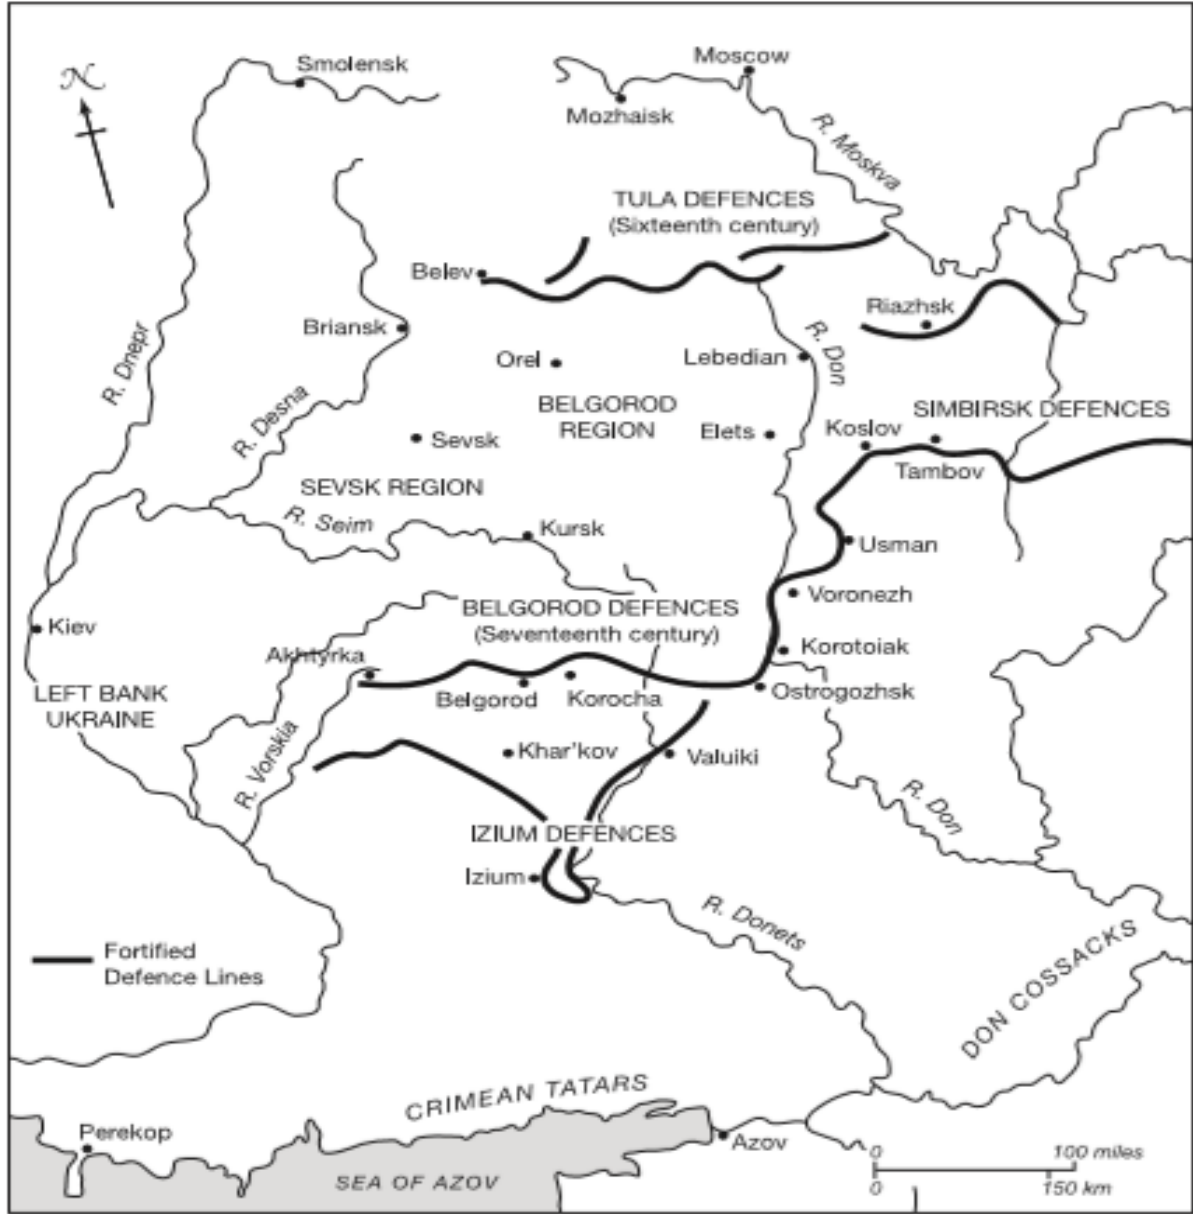 Smolensk
Moscow
N
Mozhaisk
R. Moskva
TULA DEFENCES
(Sixteenth century)
Belev
Riazhsk
Briansk
R. Dnepr
Orel
Lebedian
R. Don
R. Desna
BELGOROD
REGION
SIMBIRSK DEFENCES
Sevsk
Elets
Koslov
Tambov
SEVSK REGION
R. Seim
Kursk
Usman
Voronezh
BELGOROD DEFENCES
(Seventeenth century)
Kiev
Akhtyrka
Korotoiak
LEFT BANK
UKRAINE
Belgorod
Korocha
Ostrogozhsk
R. Vorskia
Khar'kov
Valuiki
R. Don
IZIUM DEFENCES
Izium
R. Donets
Fortified
Defence Lines
DON COSSACKS
CRIMEAN TATARS
Perekop
Azov
SEA OF AZOV
0 100 miles
0 150 km